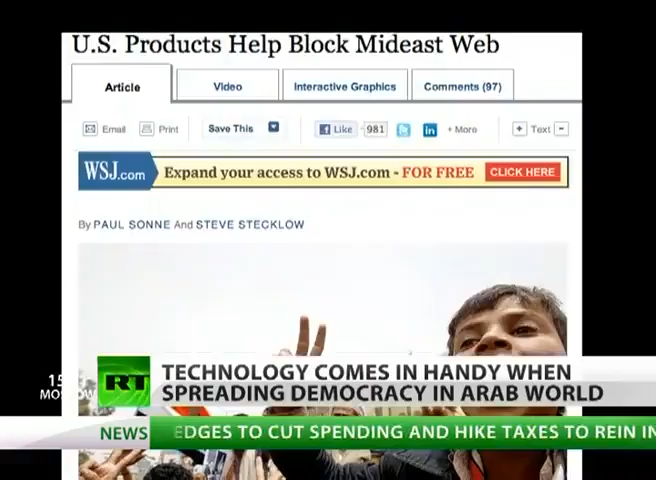 U.S. Products Help Block Mideast Web
Article Video Interactive Graphics Comments (97)
Email Print Save This Like 981 in + More + Text −
WSJ.com Expand your access to WSJ.com - FOR FREE CLICK HERE
By PAUL SONNE And STEVE STECKLOW
RT TECHNOLOGY COMES IN HANDY WHEN
SPREADING DEMOCRACY IN ARAB WORLD
NEWS EDGES TO CUT SPENDING AND HIKE TAXES TO REIN IN